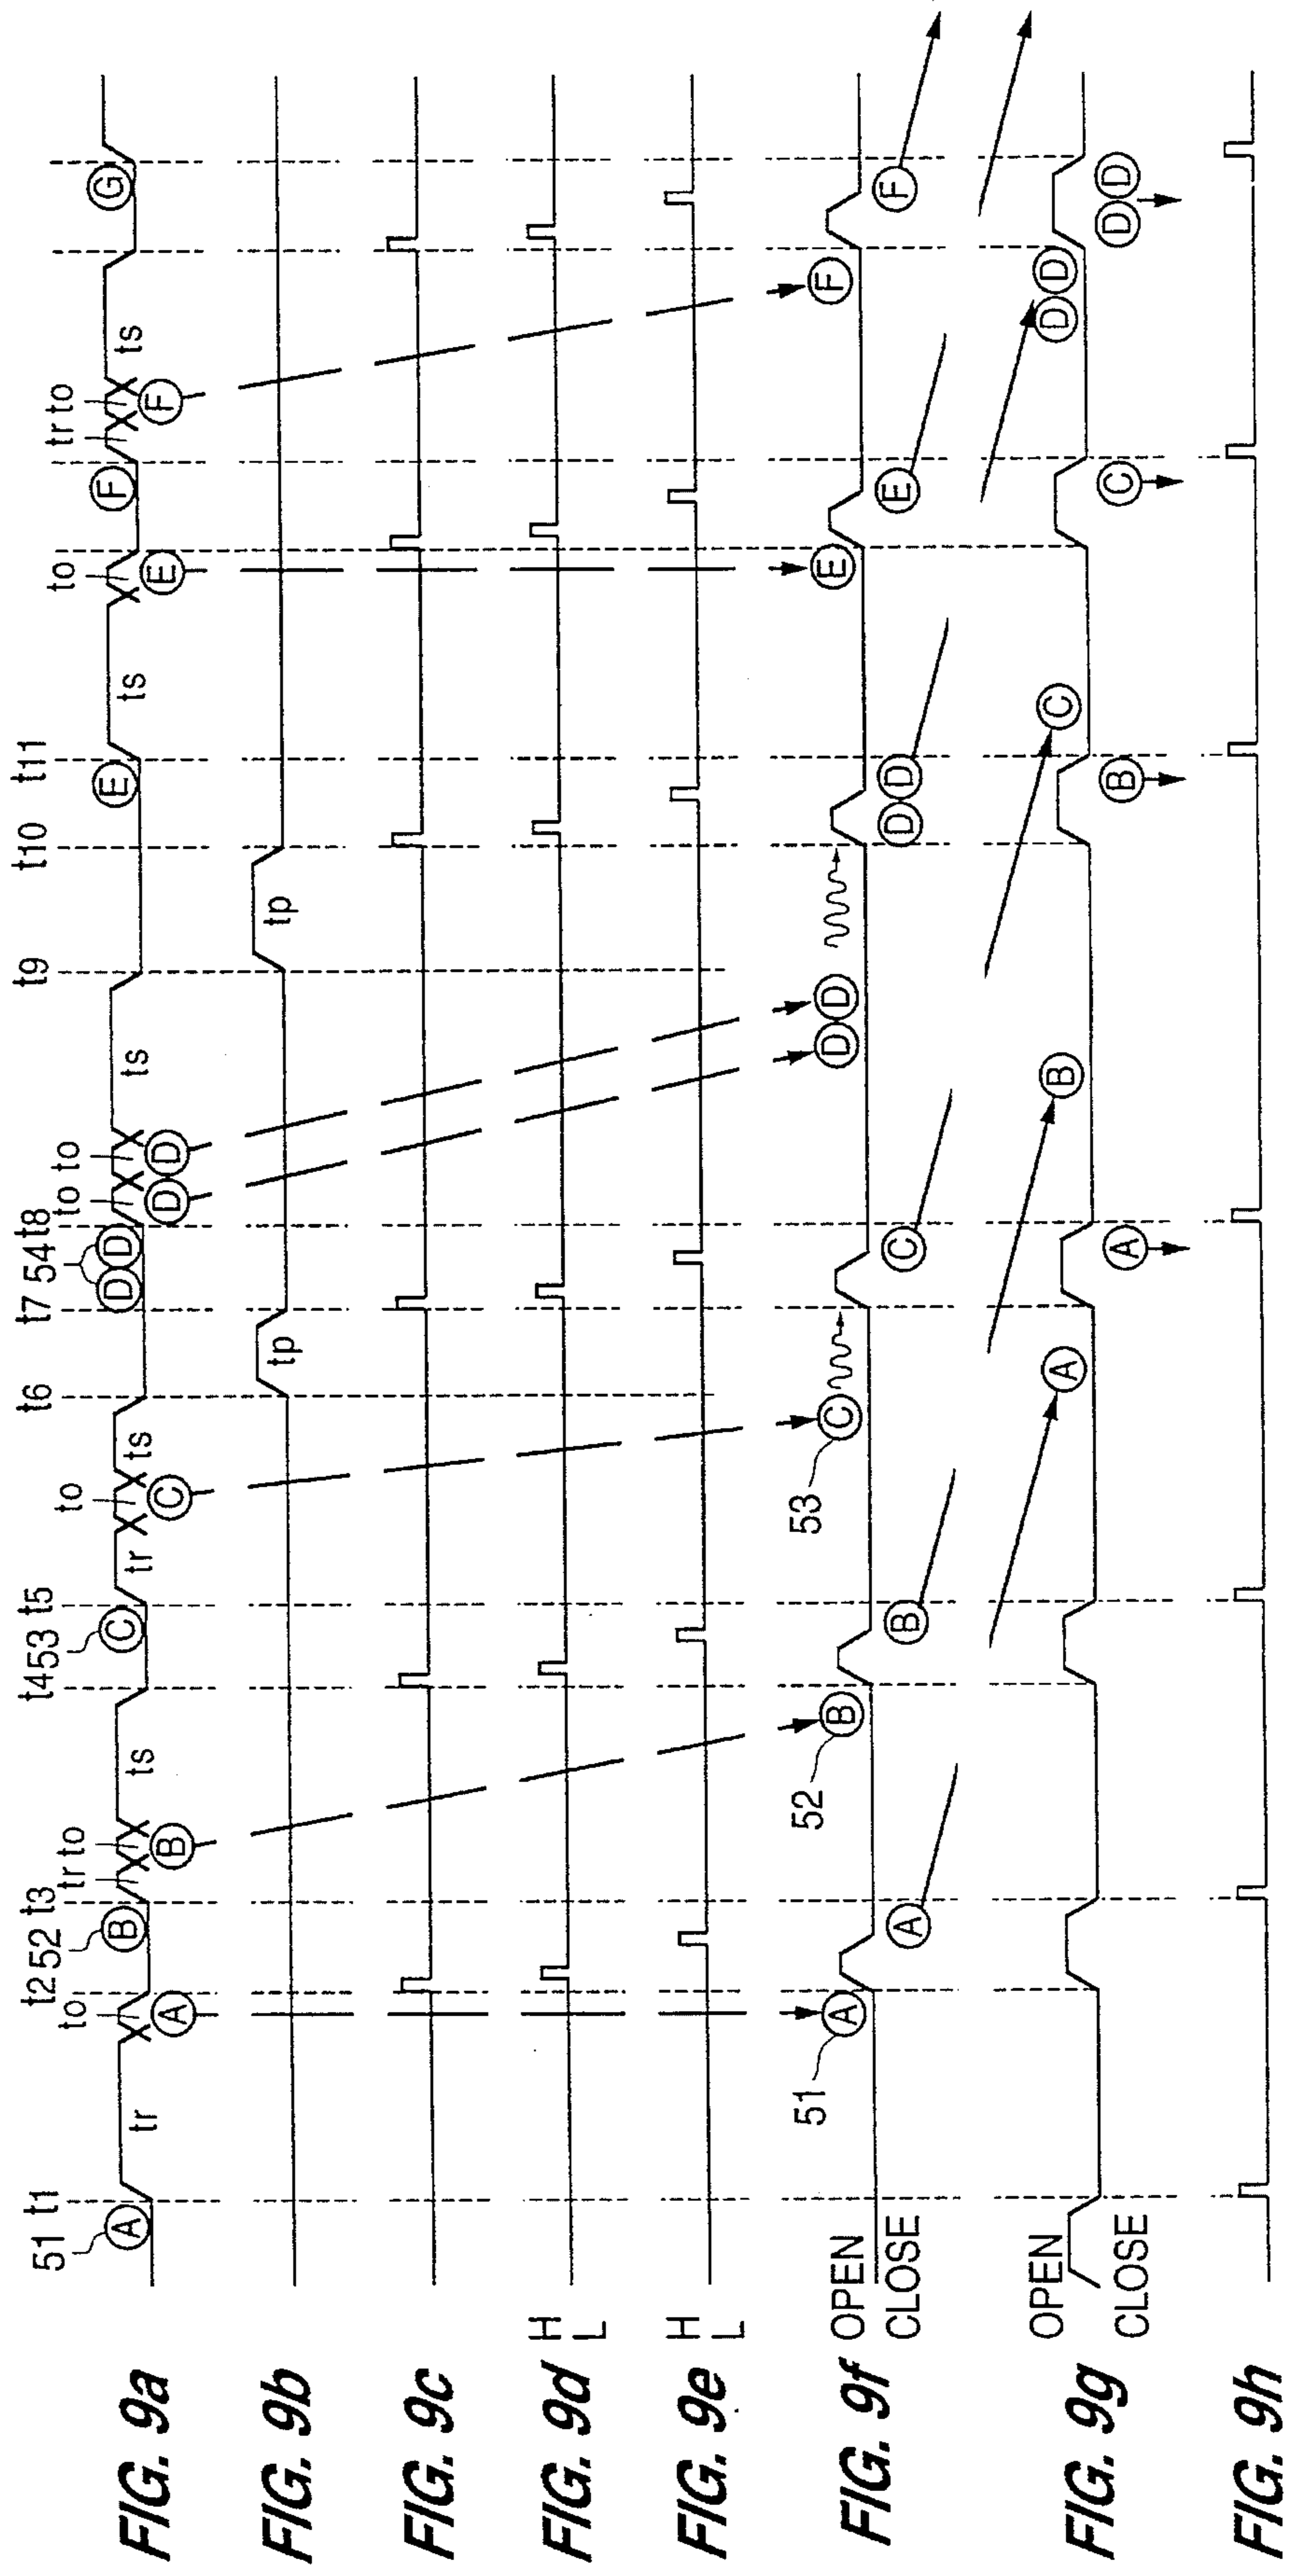 FIG. 9a
51 t1 to t2 52 t3 tr to t4 53 t5 to t6 t7 54 t8 to to t9 t10 t11 to tr to
A B C D D E F G
tr ts tr ts ts ts ts
A B C D D E F
FIG. 9b
tp tp
FIG. 9c
FIG. 9d
H
L
FIG. 9e
H
L
FIG. 9f
OPEN
CLOSE
51 A 52 B 53 C D D E F
A B C D D E F
FIG. 9g
OPEN
CLOSE
A B C D D
A B C D D
FIG. 9h